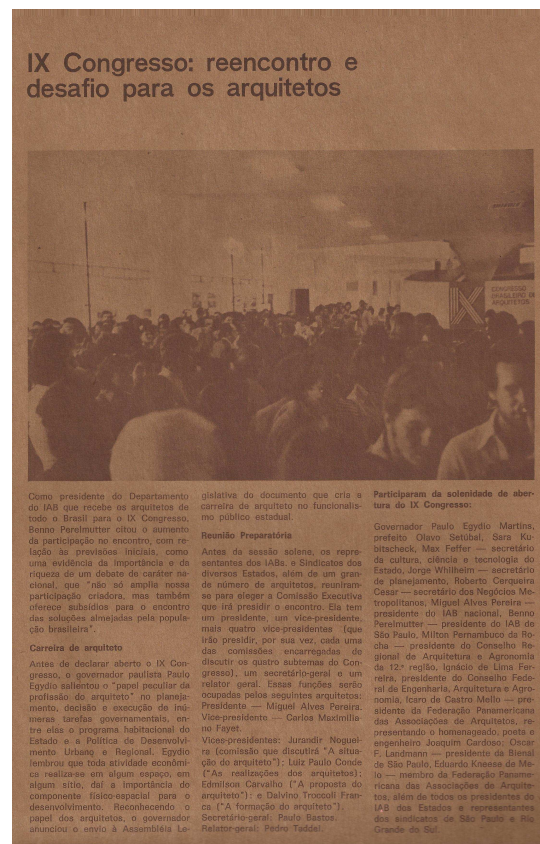 IX Congresso: reencontro e
desafio para os arquitetos
IX
CONGRESSO
BRASILEIRO DE
ARQUITETOS
Como presidente do Departamento
do IAB que recebe os arquitetos de
todo o Brasil para o IX Congresso,
Benno Perelmutter citou o aumento
da participação no encontro, com re-
lação às previsões iniciais, como
uma evidência da importância e da
riqueza de um debate de caráter na-
cional, que "não só amplia nossa
participação criadora, mas também
oferece subsídios para o encontro
das soluções almejadas pela popula-
ção brasileira".
Carreira de arquiteto
Antes de declarar aberto o IX Con-
gresso, o governador paulista Paulo
Egydio salientou o "papel peculiar da
profissão do arquiteto" no planeja-
mento, decisão e execução de inú-
meras tarefas governamentais, en-
tre elas o programa habitacional do
Estado e a Política de Desenvolvi-
mento Urbano e Regional. Egydio
lembrou que toda atividade econômi-
ca realiza-se em algum espaço, em
algum sítio, daí a importância do
componente físico-espacial para o
desenvolvimento. Reconhecendo o
papel dos arquitetos, o governador
anunciou o envio à Assembléia Le-
gislativa do documento que cria a
carreira de arquiteto no funcionalis-
mo público estadual.
Reunião Preparatória
Antes da sessão solene, os repre-
sentantes dos IABs. e Sindicatos dos
diversos Estados, além de um gran-
de número de arquitetos, reuniram-
se para eleger a Comissão Executiva
que irá presidir o encontro. Ela tem
um presidente, um vice-presidente,
mais quatro vice-presidentes (que
irão presidir, por sua vez, cada uma
das comissões encarregadas de
discutir os quatro subtemas do Con-
gresso), um secretário-geral e um
relator geral. Essas funções serão
ocupadas pelos seguintes arquitetos:
Presidente — Miguel Alves Pereira.
Vice-presidente — Carlos Maximilia-
no Fayet.
Vices-presidentes: Jurandir Noguei-
ra (comissão que discutirá "A situa-
ção do arquiteto"); Luiz Paulo Conde
("As realizações dos arquitetos);
Edmilson Carvalho ("A proposta do
arquiteto"): e Dalvino Troccoli Fran-
ca ("A formação do arquiteto").
Secretário-geral: Paulo Bastos.
Relator-geral: Pedro Taddei.
Participaram da solenidade de aber-
tura do IX Congresso:
Governador Paulo Egydio Martins,
prefeito Olavo Setúbal, Sara Ku-
bitscheck, Max Feffer — secretário
da cultura, ciência e tecnologia do
Estado, Jorge Whilheim — secretário
de planejamento, Roberto Cerqueira
Cesar — secretário dos Negócios Me-
tropolitanos; Miguel Alves Pereira —
presidente do IAB nacional, Benno
Perelmutter — presidente do IAB de
São Paulo, Milton Pernambuco da Ro-
cha — presidente do Conselho Re-
gional de Arquitetura e Agronomia
da 12.ª região, Ignácio de Lima Fer-
reira, presidente do Conselho Fede-
ral de Engenharia, Arquitetura e Agro-
nomia, Icaro de Castro Mello — pre-
sidente da Federação Panamericana
das Associações de Arquitetos, re-
presentando o homenageado, poeta e
engenheiro Joaquim Cardoso; Oscar
F. Landmann — presidente da Bienal
de São Paulo, Eduardo Kneese de Me-
lo — membro da Federação Paname-
ricana das Associações de Arquite-
tos, além de todos os presidentes do
IAB dos Estados e representantes
dos sindicatos de São Paulo e Rio
Grande do Sul.